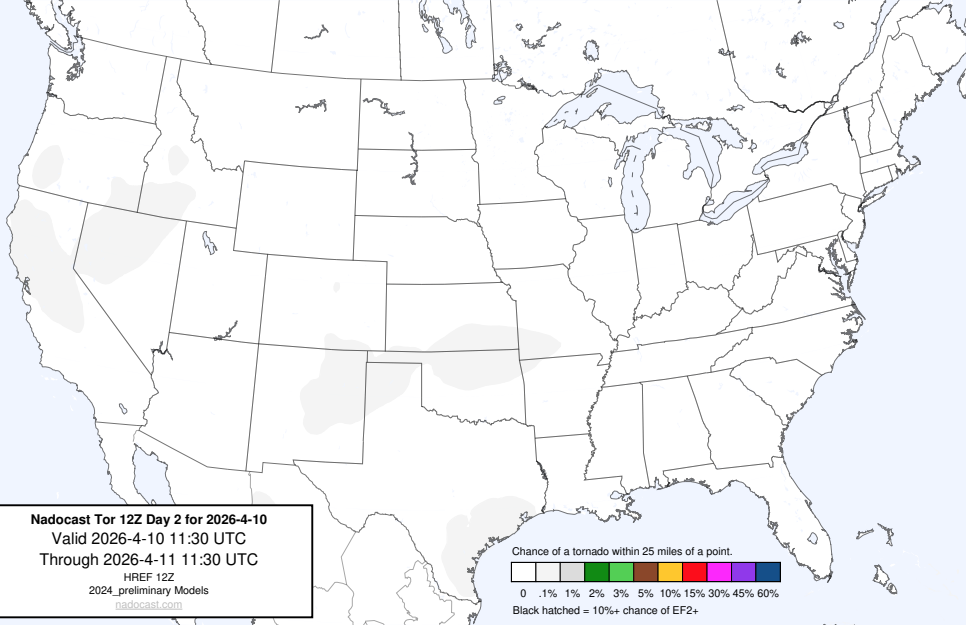 Nadocast Tor 12Z Day 2 for 2026-4-10
Valid 2026-4-10 11:30 UTC
Through 2026-4-11 11:30 UTC
HREF 12Z
2024_preliminary Models
nadocast.com
Chance of a tornado within 25 miles of a point.
0 .1% 1% 2% 3% 5% 10% 15% 30% 45% 60%
Black hatched = 10%+ chance of EF2+